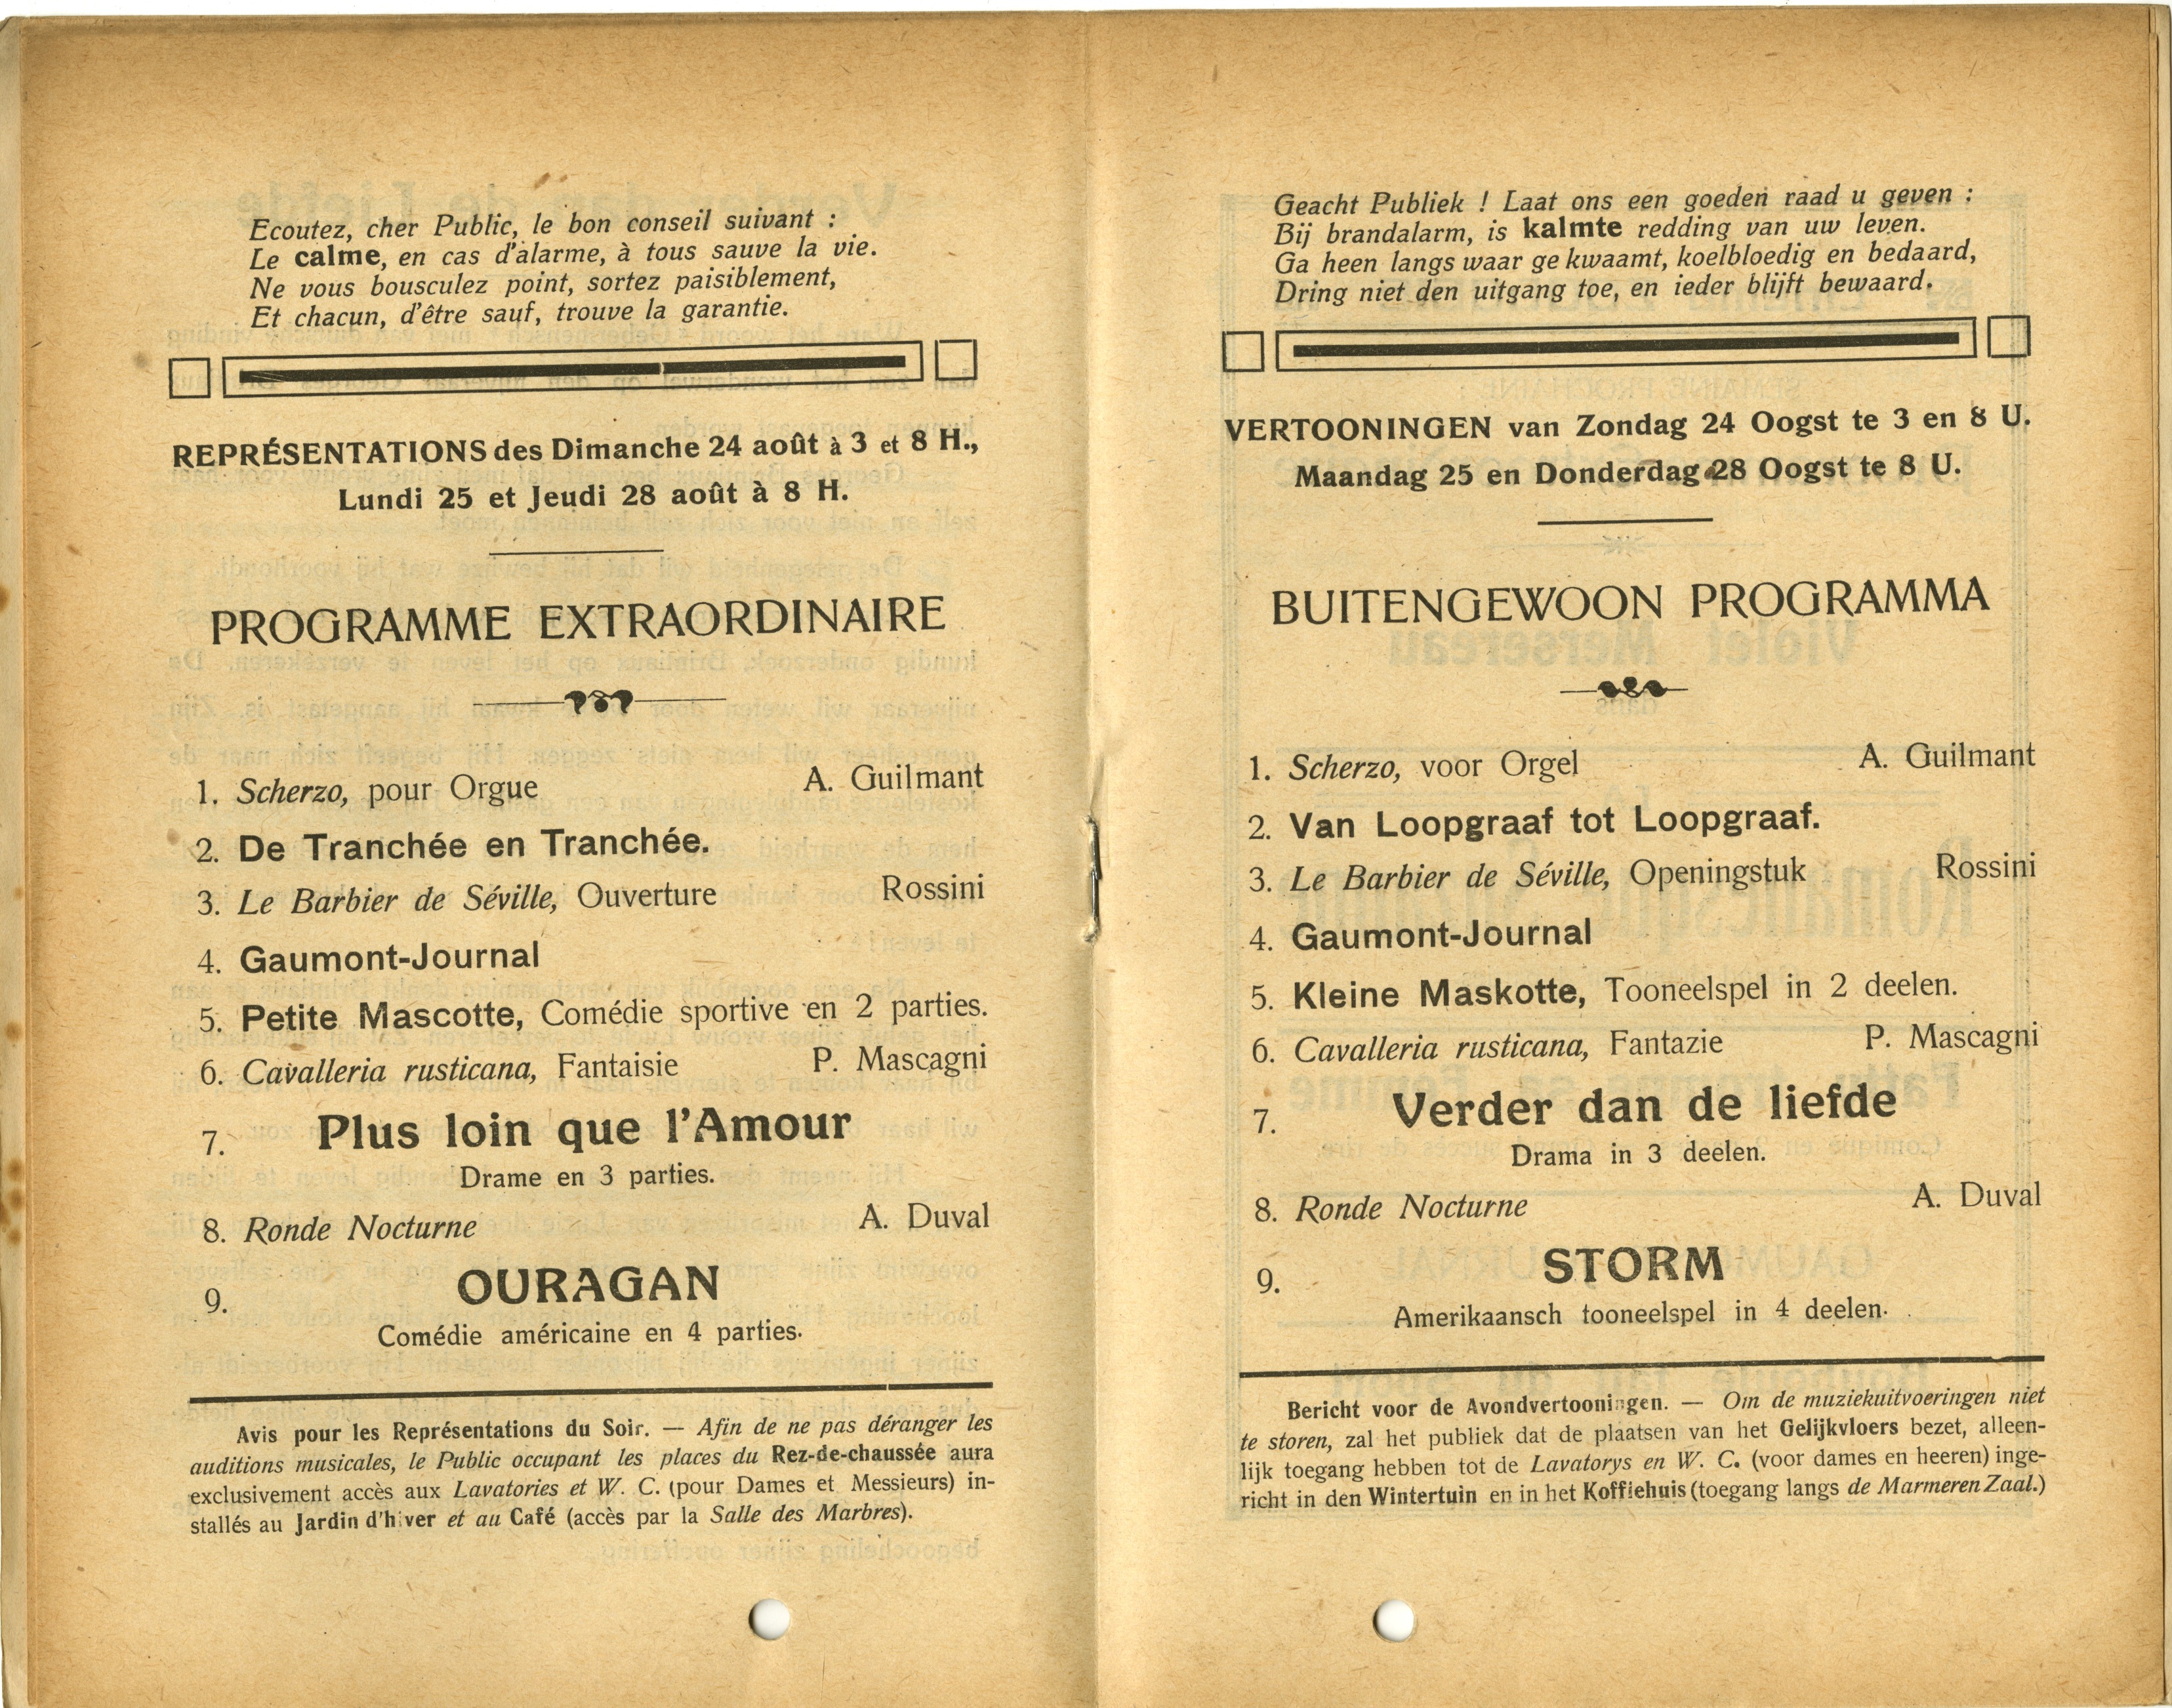 Ecoutez, cher Public, le bon conseil suivant :
Le calme, en cas d'alarme, à tous sauve la vie.
Ne vous bousculez point, sortez paisiblement,
Et chacun, d'être sauf, trouve la garantie.
REPRÉSENTATIONS des Dimanche 24 août à 3 et 8 H.,
Lundi 25 et Jeudi 28 août à 8 H.
PROGRAMME EXTRAORDINAIRE
1. Scherzo, pour Orgue A. Guilmant
2. De Tranchée en Tranchée.
3. Le Barbier de Séville, Ouverture Rossini
4. Gaumont-Journal
5. Petite Mascotte, Comédie sportive en 2 parties.
6. Cavalleria rusticana, Fantaisie P. Mascagni
7. Plus loin que l'Amour
Drame en 3 parties.
8. Ronde Nocturne A. Duval
9. OURAGAN
Comédie américaine en 4 parties.
Avis pour les Représentations du Soir. — Afin de ne pas déranger les
auditions musicales, le Public occupant les places du Rez-de-chaussée aura
exclusivement accès aux Lavatories et W. C. (pour Dames et Messieurs) in-
stallés au Jardin d'hiver et au Café (accès par la Salle des Marbres).
Geacht Publiek ! Laat ons een goeden raad u geven :
Bij brandalarm, is kalmte redding van uw leven.
Ga heen langs waar ge kwaamt, koelbloedig en bedaard,
Dring niet den uitgang toe, en ieder blijft bewaard.
VERTOONINGEN van Zondag 24 Oogst te 3 en 8 U.
Maandag 25 en Donderdag 28 Oogst te 8 U.
BUITENGEWOON PROGRAMMA
1. Scherzo, voor Orgel A. Guilmant
2. Van Loopgraaf tot Loopgraaf.
3. Le Barbier de Séville, Openingstuk Rossini
4. Gaumont-Journal
5. Kleine Maskotte, Tooneelspel in 2 deelen.
6. Cavalleria rusticana, Fantazie P. Mascagni
7. Verder dan de liefde
Drama in 3 deelen.
8. Ronde Nocturne A. Duval
9. STORM
Amerikaansch tooneelspel in 4 deelen.
Bericht voor de Avondvertooningen. — Om de muziekuitvoeringen niet
te storen, zal het publiek dat de plaatsen van het Gelijkvloers bezet, alleen-
lijk toegang hebben tot de Lavatorys en W. C. (voor dames en heeren) inge-
richt in den Wintertuin en in het Koffiehuis (toegang langs de Marmeren Zaal.)